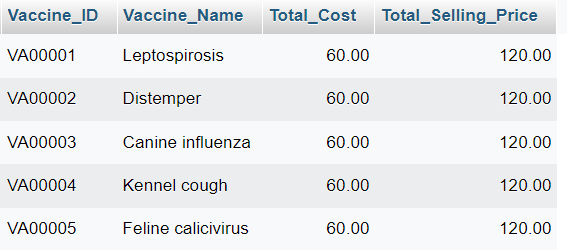 Vaccine_ID Vaccine_Name Total_Cost Total_Selling_Price
VA00001 Leptospirosis 60.00 120.00
VA00002 Distemper 60.00 120.00
VA00003 Canine influenza 60.00 120.00
VA00004 Kennel cough 60.00 120.00
VA00005 Feline calicivirus 60.00 120.00